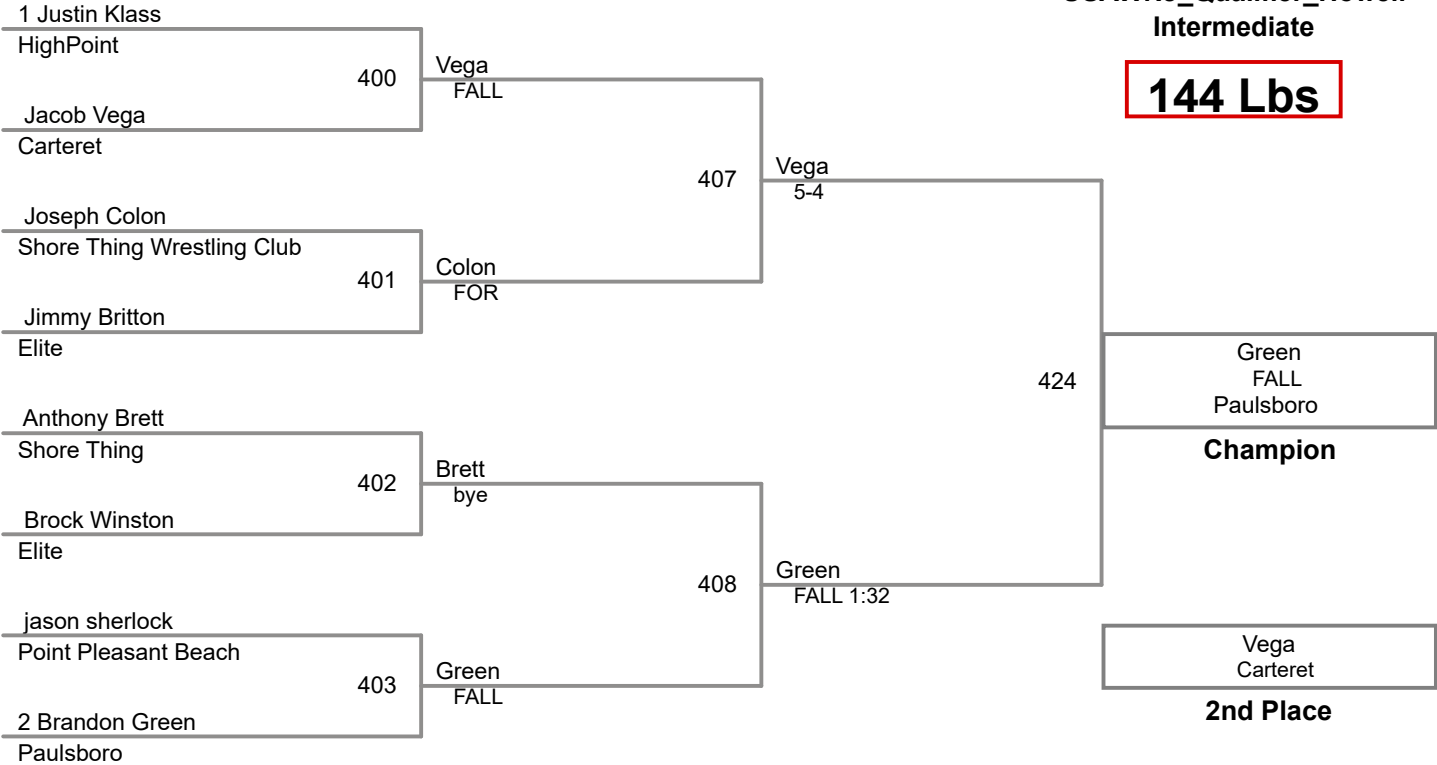 1 Justin Klass
HighPoint
400
Jacob Vega
Carteret
Vega
FALL
Joseph Colon
Shore Thing Wrestling Club
401
Jimmy Britton
Elite
Colon
FOR
407
Vega
5-4
Anthony Brett
Shore Thing
402
Brock Winston
Elite
Brett
bye
jason sherlock
Point Pleasant Beach
403
2 Brandon Green
Paulsboro
Green
FALL
408
Green
FALL 1:32
424
Intermediate
144 Lbs
Green
FALL
Paulsboro
Champion
Vega
Carteret
2nd Place